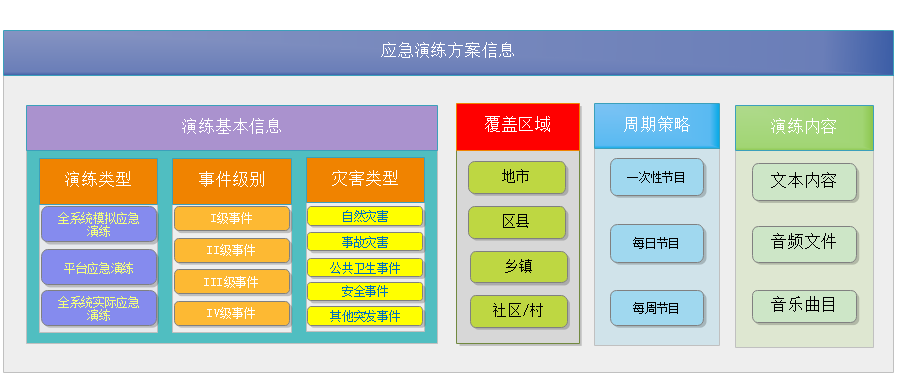 应急演练方案信息
演练基本信息
演练类型
全系统模拟应急
演练
平台应急演练
全系统实际应急
演练
事件级别
I级事件
II级事件
III级事件
IV级事件
灾害类型
自然灾害
事故灾害
公共卫生事件
安全事件
其他突发事件
覆盖区域
地市
区县
乡镇
社区/村
周期策略
一次性节目
每日节目
每周节目
演练内容
文本内容
音频文件
音乐曲目